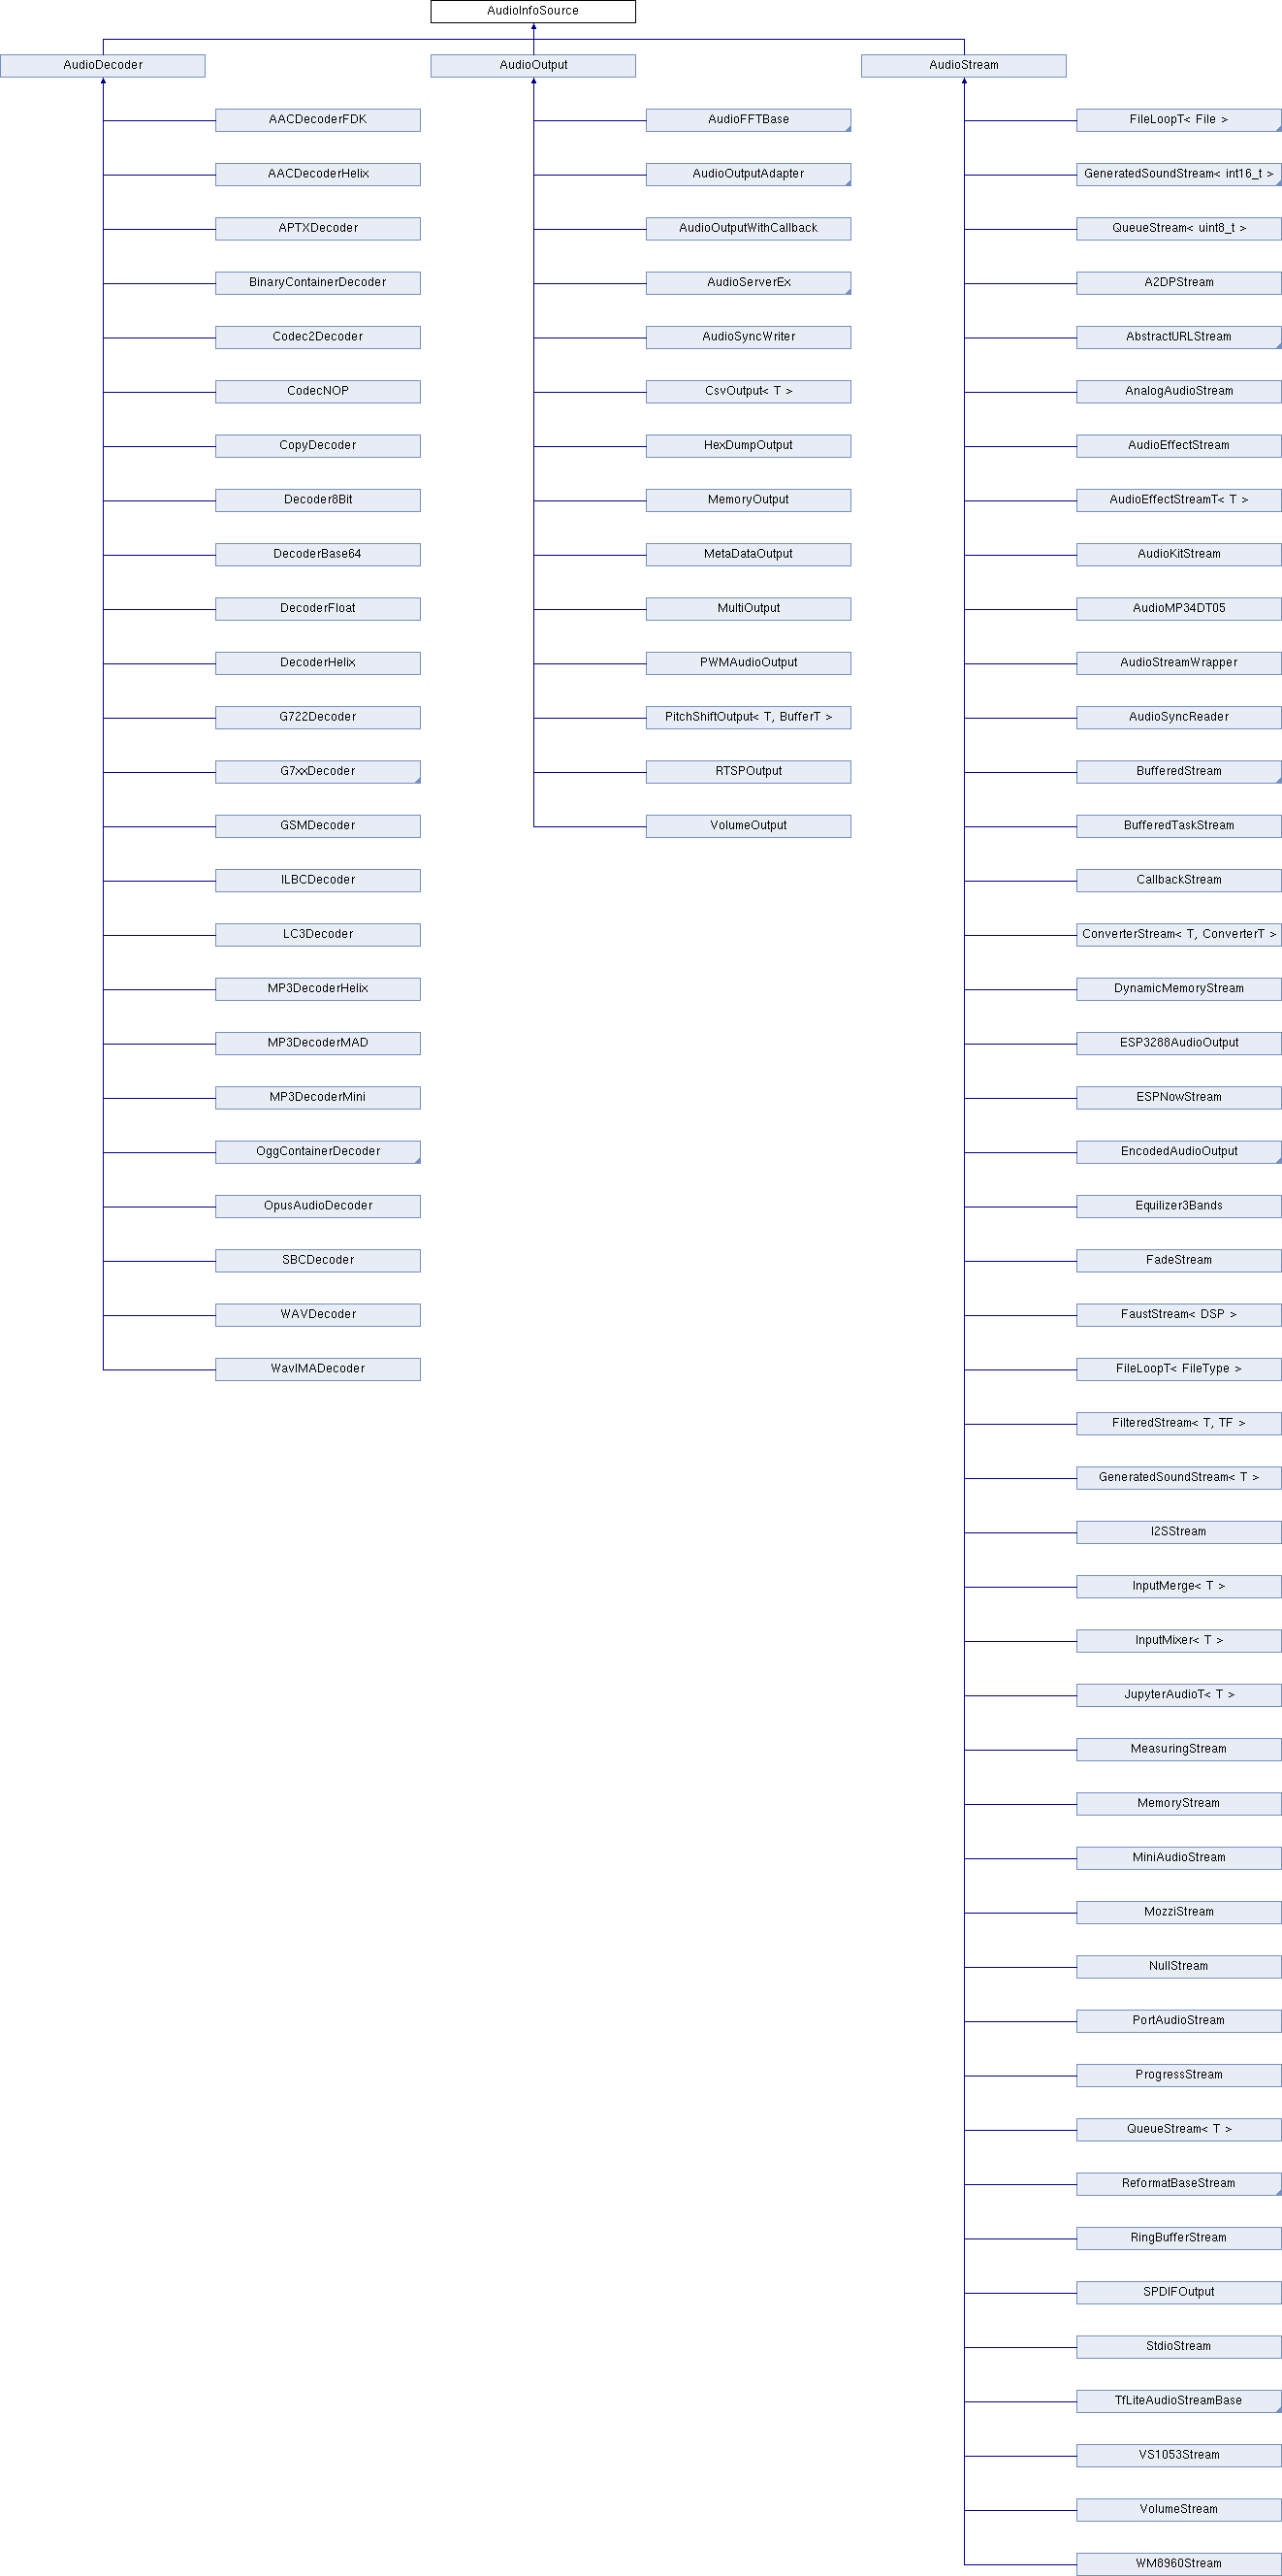 AudioInfoSource
AudioDecoder
AudioOutput
AudioStream
AACDecoderFDK
AudioFFTBase
FileLoopT< File >
AACDecoderHelix
AudioOutputAdapter
GeneratedSoundStream< int16_t >
APTXDecoder
AudioOutputWithCallback
QueueStream< uint8_t >
BinaryContainerDecoder
AudioServerEx
A2DPStream
Codec2Decoder
AudioSyncWriter
AbstractURLStream
CodecNOP
CsvOutput< T >
AnalogAudioStream
CopyDecoder
HexDumpOutput
AudioEffectStream
Decoder8Bit
MemoryOutput
AudioEffectStreamT< T >
DecoderBase64
MetaDataOutput
AudioKitStream
DecoderFloat
MultiOutput
AudioMP34DT05
DecoderHelix
PWMAudioOutput
AudioStreamWrapper
G722Decoder
PitchShiftOutput< T, BufferT >
AudioSyncReader
G7xxDecoder
RTSPOutput
BufferedStream
GSMDecoder
VolumeOutput
BufferedTaskStream
ILBCDecoder
CallbackStream
LC3Decoder
ConverterStream< T, ConverterT >
MP3DecoderHelix
DynamicMemoryStream
MP3DecoderMAD
ESP3288AudioOutput
MP3DecoderMini
ESPNowStream
OggContainerDecoder
EncodedAudioOutput
OpusAudioDecoder
Equilizer3Bands
SBCDecoder
FadeStream
WAVDecoder
FaustStream< DSP >
WavIMADecoder
FileLoopT< FileType >
FilteredStream< T, TF >
GeneratedSoundStream< T >
I2SStream
InputMerge< T >
InputMixer< T >
JupyterAudioT< T >
MeasuringStream
MemoryStream
MiniAudioStream
MozziStream
NullStream
PortAudioStream
ProgressStream
QueueStream< T >
ReformatBaseStream
RingBufferStream
SPDIFOutput
StdioStream
TfLiteAudioStreamBase
VS1053Stream
VolumeStream
WM8960Stream